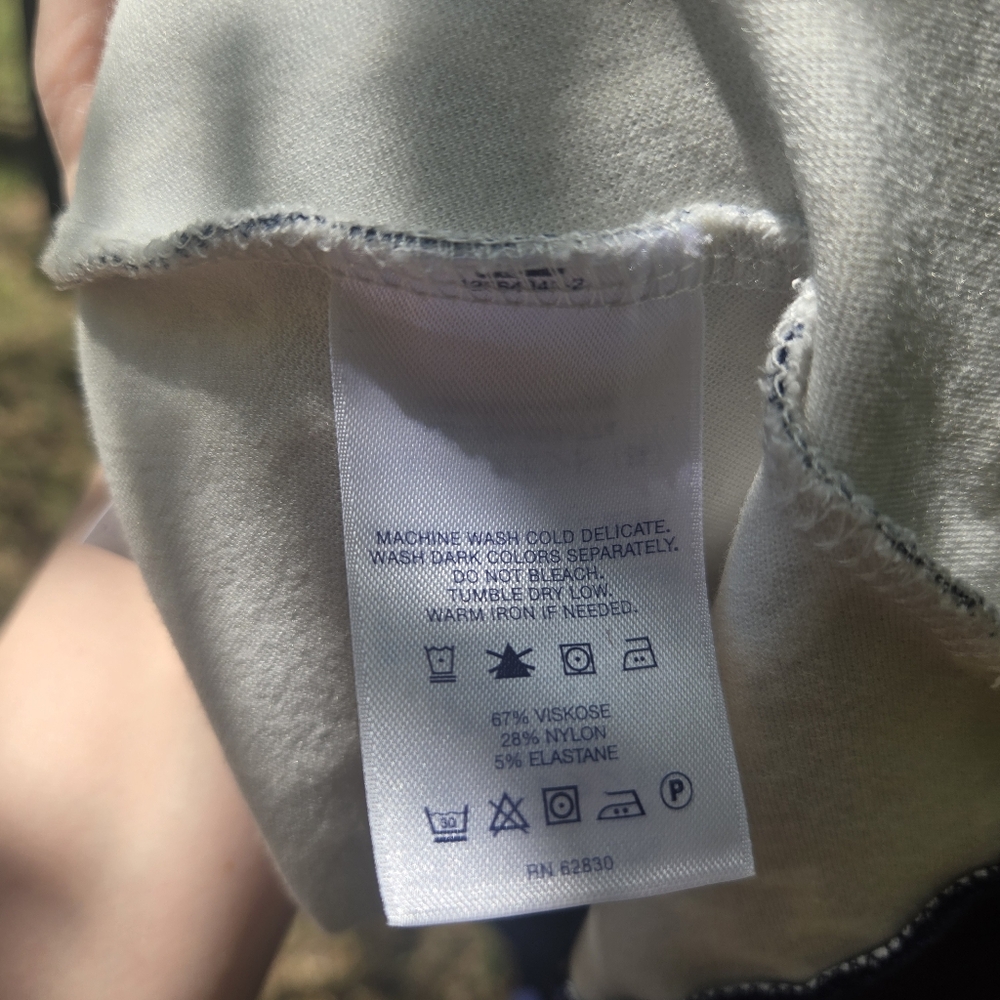 MACHINE WASH COLD DELICATE.
WASH DARK COLORS SEPARATELY.
DO NOT BLEACH.
TUMBLE DRY LOW.
WARM IRON IF NEEDED.
67% VISKOSE
28% NYLON
5% ELASTANE
30
P
RN 62830